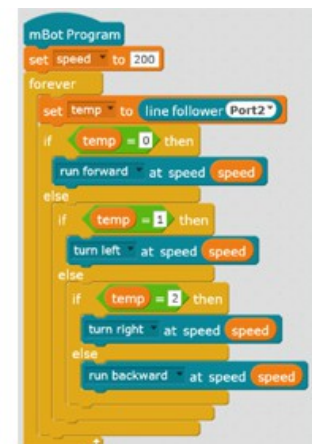 mBot Program
set speed to 200
forever
set temp to line follower Port2
if temp = 0 then
run forward at speed speed
else
if temp = 1 then
turn left at speed speed
else
if temp = 2 then
turn right at speed speed
else
run backward at speed speed